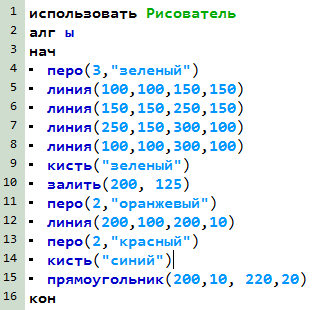 1 использовать Рисователь
2 алг ы
3 нач
4 ▪ перо(3,"зеленый")
5 ▪ линия(100,100,150,150)
6 ▪ линия(150,150,250,150)
7 ▪ линия(250,150,300,100)
8 ▪ линия(100,100,300,100)
9 ▪ кисть("зеленый")
10 ▪ залить(200, 125)
11 ▪ перо(2,"оранжевый")
12 ▪ линия(200,100,200,10)
13 ▪ перо(2,"красный")
14 ▪ кисть("синий")
15 ▪ прямоугольник(200,10, 220,20)
16 кон